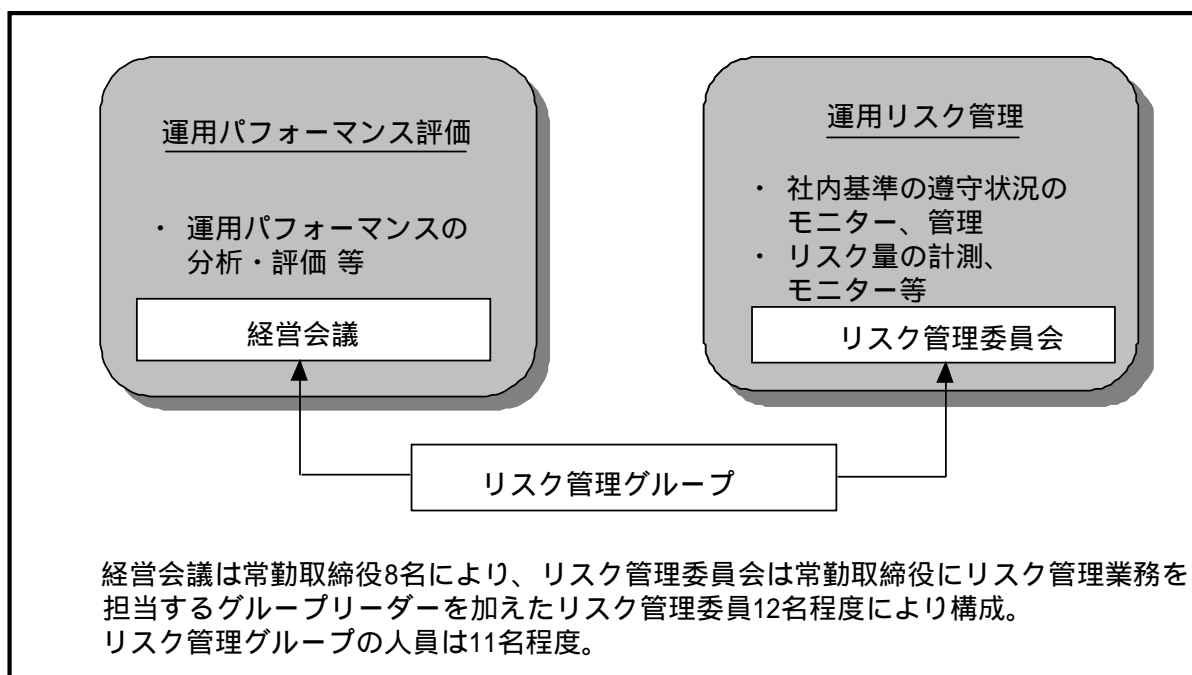 運用パフォーマンス評価
・ 運用パフォーマンスの
分析・評価 等
経営会議
運用リスク管理
・ 社内基準の遵守状況の
モニター、管理
・ リスク量の計測、
モニター等
リスク管理委員会
リスク管理グループ
経営会議は常勤取締役8名により、リスク管理委員会は常勤取締役にリスク管理業務を
担当するグループリーダーを加えたリスク管理委員12名程度により構成。
リスク管理グループの人員は11名程度。